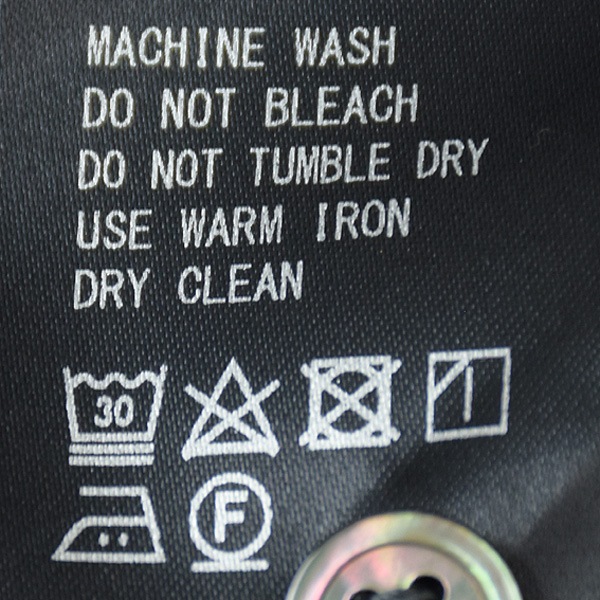 MACHINE WASH
DO NOT BLEACH
DO NOT TUMBLE DRY
USE WARM IRON
DRY CLEAN
30
F